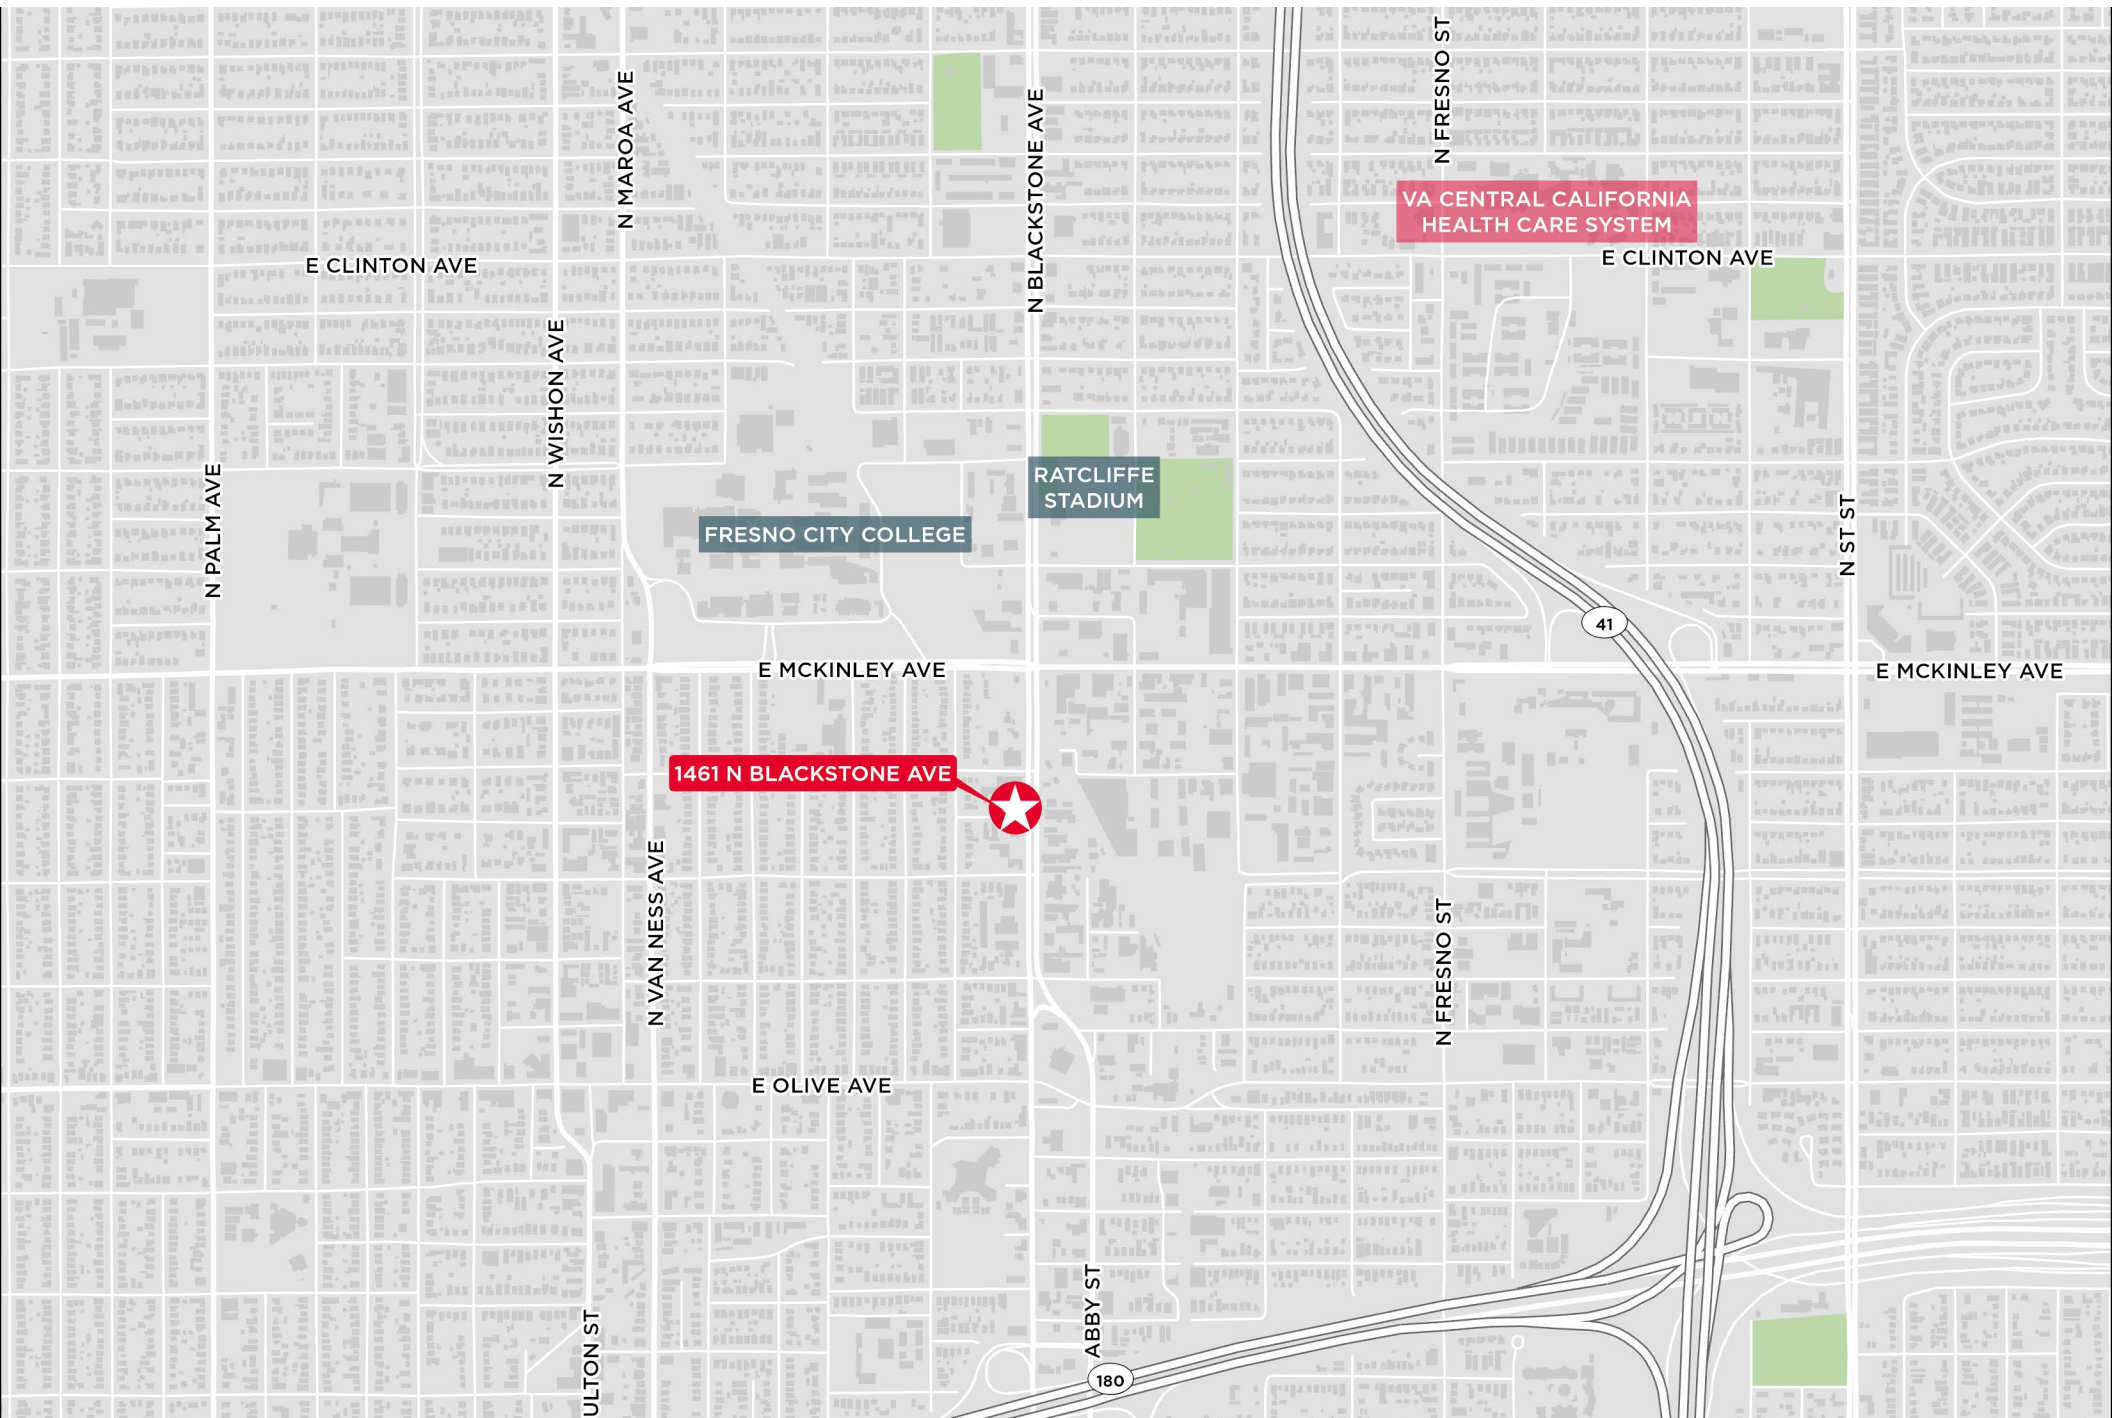 N FRESNO ST
N MAROA AVE
N BLACKSTONE AVE
VA CENTRAL CALIFORNIA
HEALTH CARE SYSTEM
E CLINTON AVE
E CLINTON AVE
N WISHON AVE
N PALM AVE
RATCLIFFE
STADIUM
FRESNO CITY COLLEGE
N ST ST
41
E MCKINLEY AVE
E MCKINLEY AVE
1461 N BLACKSTONE AVE
N VAN NESS AVE
N FRESNO ST
E OLIVE AVE
ABBY ST
ULTON ST
180